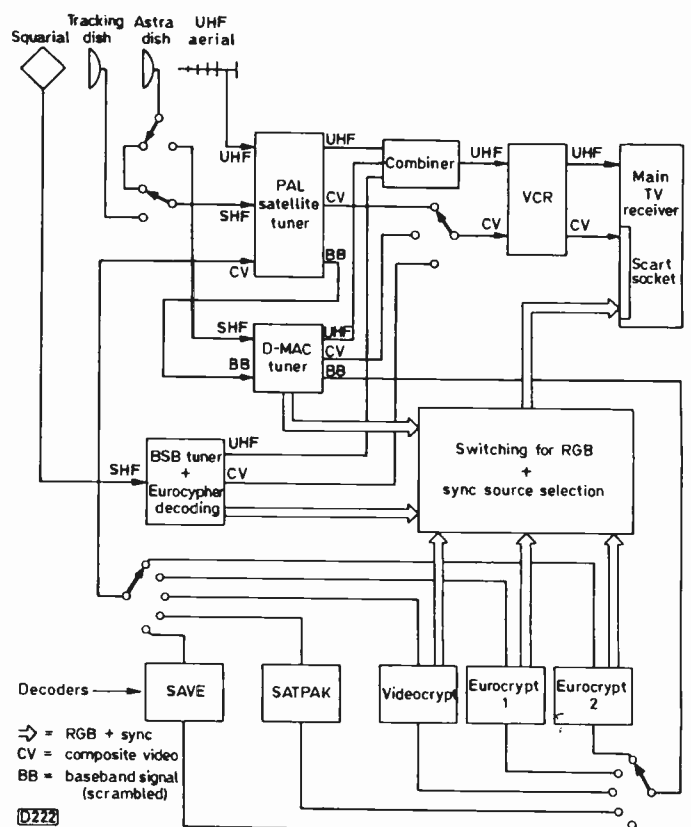 Squarial
Tracking
dish
Astra
dish
UHF
aerial
UHF
SHF
CV
PAL
satellite
tuner
UHF
CV
BB
Combiner
UHF
CV
VCR
UHF
CV
Main
TV
receiver
Scart
socket
SHF
BB
D-MAC
tuner
UHF
CV
BB
SHF
BSB tuner
+
Eurocypher
decoding
UHF
CV
Switching for RGB
+
sync source selection
Decoders
SAVE
SATPAK
Videocrypt
Eurocrypt
1
Eurocrypt
2
= RGB + sync
CV = composite video
BB = baseband signal
(scrambled)
D222